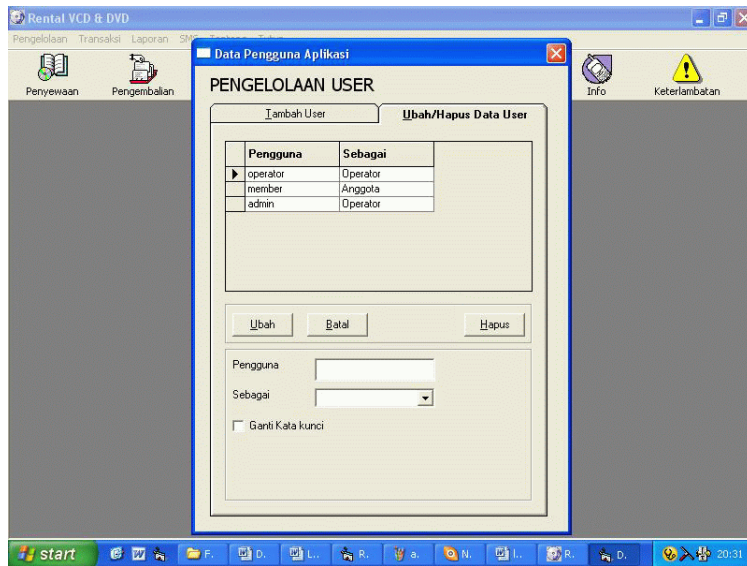 Rental VCD & DVD
Pengelolaan Transaksi Laporan
Penyewaan
Pengembalian
Info
Keterlambatan
Data Pengguna Aplikasi
PENGELOLAAN USER
Tambah User
Ubah/Hapus Data User
Pengguna Sebagai
operator Operator
member Anggota
admin Operator
Ubah Batal Hapus
Pengguna
Sebagai
Ganti Kata kunci
start F. D. L... R. a. N. I.. R. D. 20:31